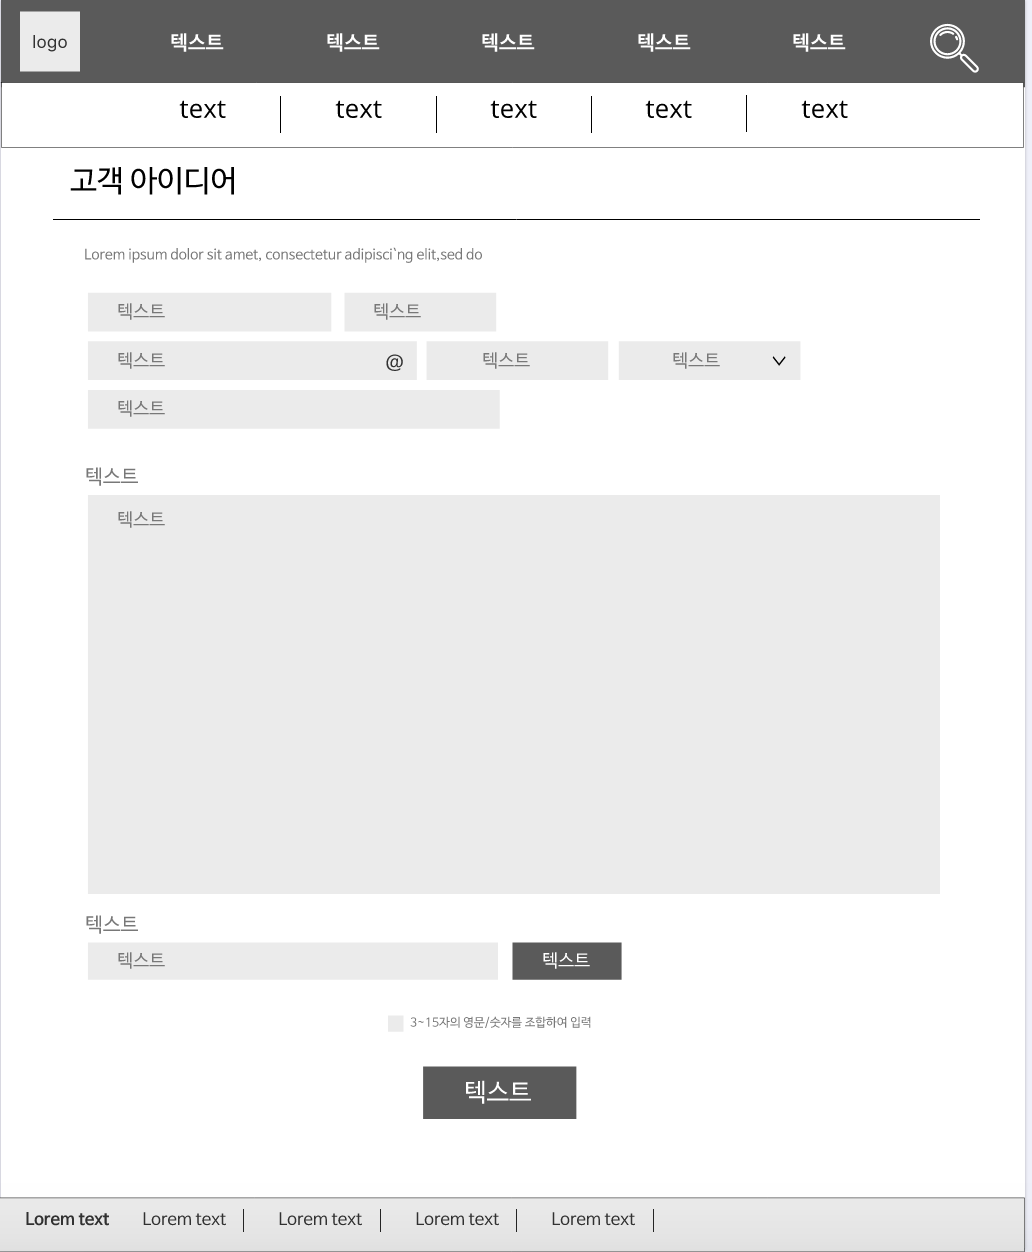 logo 텍스트 텍스트 텍스트 텍스트 텍스트
text text text text text
고객 아이디어
Lorem ipsum dolor sit amet, consectetur adipisci`ng elit,sed do
텍스트 텍스트
텍스트 @ 텍스트 텍스트
텍스트
텍스트
텍스트
텍스트
텍스트 텍스트
3~15자의 영문/숫자를 조합하여 입력
텍스트
Lorem text Lorem text Lorem text Lorem text Lorem text